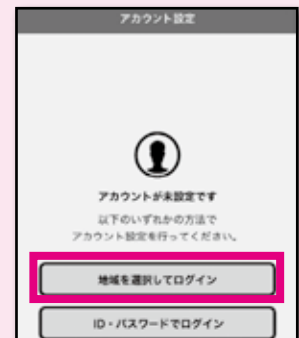 アカウント設定
アカウントが未設定です
以下のいずれかの方法で
アカウント設定を行ってください。
地域を選択してログイン
ID・パスワードでログイン